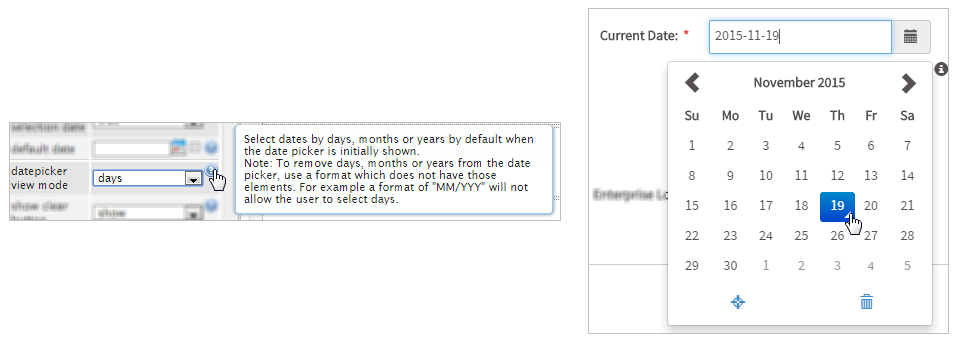 selection date
default date
datepicker
view mode
days
show clear
button
show
Select dates by days, months or years by default when
the date picker is initially shown.
Note: To remove days, months or years from the date
picker, use a format which does not have those
elements. For example a format of "MM/YYY" will not
allow the user to select days.
Current Date: *
2015-11-19
November 2015
Su Mo Tu We Th Fr Sa
1 2 3 4 5 6 7
8 9 10 11 12 13 14
15 16 17 18 19 20 21
22 23 24 25 26 27 28
29 30 1 2 3 4 5
Enterprise Lo